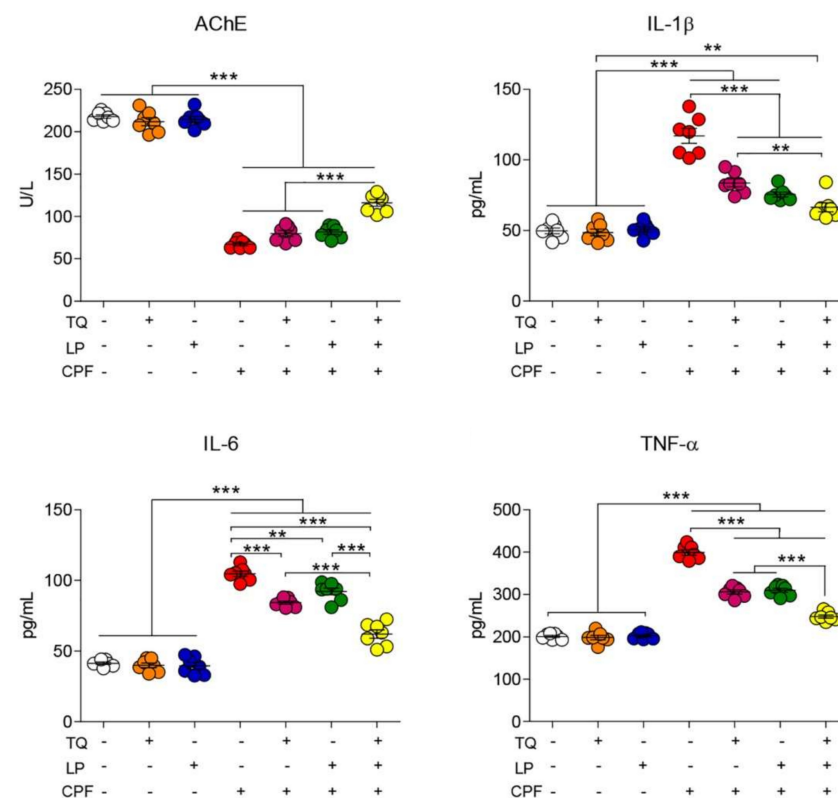 AChE
***
250
200
150
100
50
0
U/L
***
TQ - + - - + - +
LP - - + - - + +
CPF - - - + + + +
IL-1β
**
***
***
**
150
100
50
0
pg/mL
TQ - + - - + - +
LP - - + - - + +
CPF - - - + + + +
IL-6
***
***
**
***
***
***
150
100
50
0
pg/mL
TQ - + - - + - +
LP - - + - - + +
CPF - - - + + + +
TNF-α
***
***
***
500
400
300
200
100
0
pg/mL
TQ - + - - + - +
LP - - + - - + +
CPF - - - + + + +